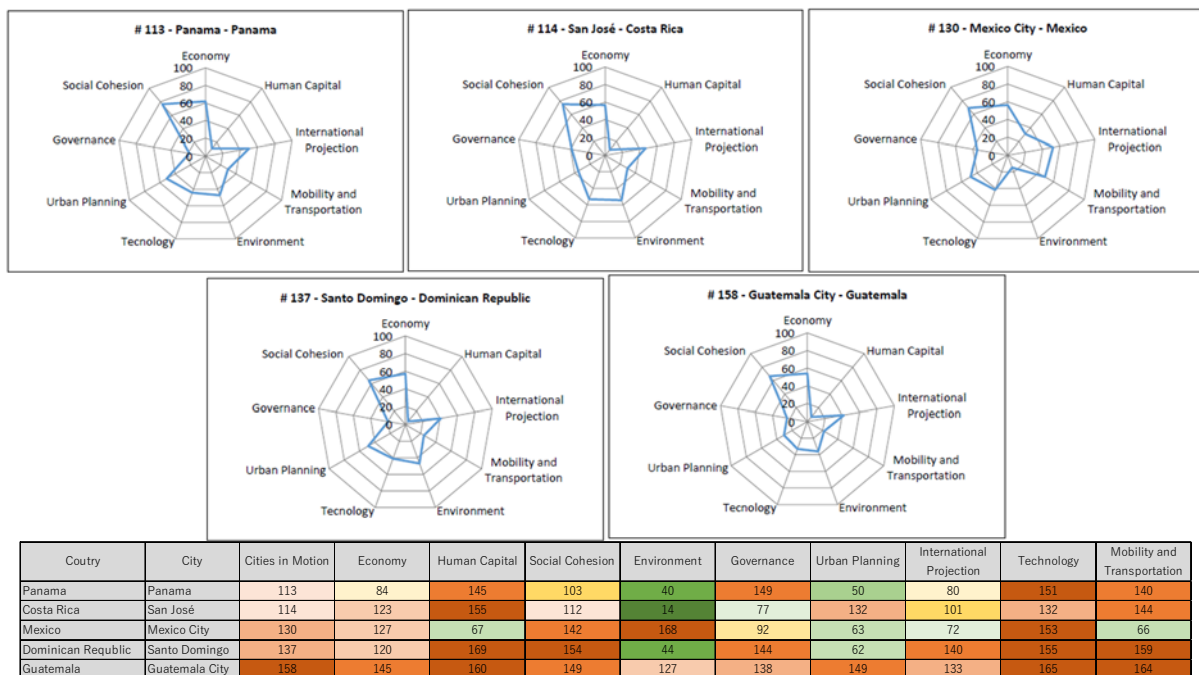 # 113 - Panama - Panama
Economy
100
Social Cohesion
Human Capital
80
60
Governance
40
International
Projection
20
0
Urban Planning
Mobility and
Transportation
Tecnology
Environment
# 114 - San José - Costa Rica
Economy
100
Social Cohesion
Human Capital
80
60
Governance
40
International
Projection
20
0
Urban Planning
Mobility and
Transportation
Tecnology
Environment
# 130 - Mexico City - Mexico
Economy
100
Social Cohesion
Human Capital
80
60
Governance
40
International
Projection
20
0
Urban Planning
Mobility and
Transportation
Tecnology
Environment
# 137 - Santo Domingo - Dominican Republic
Economy
100
Social Cohesion
Human Capital
80
60
Governance
40
International
Projection
20
0
Urban Planning
Mobility and
Transportation
Tecnology
Environment
# 158 - Guatemala City - Guatemala
Economy
100
Social Cohesion
Human Capital
80
60
Governance
40
International
Projection
20
0
Urban Planning
Mobility and
Transportation
Tecnology
Environment
Coutry City Cities in Motion Economy Human Capital Social Cohesion Environment Governance Urban Planning International Projection Technology Mobility and Transportation
Panama Panama 113 84 145 103 40 149 50 80 151 140
Costa Rica San José 114 123 155 112 14 77 132 101 132 144
Mexico Mexico City 130 127 67 142 168 92 63 72 153 66
Dominican Requblic Santo Domingo 137 120 169 154 44 144 62 140 155 159
Guatemala Guatemala City 158 145 160 149 127 138 149 133 165 164